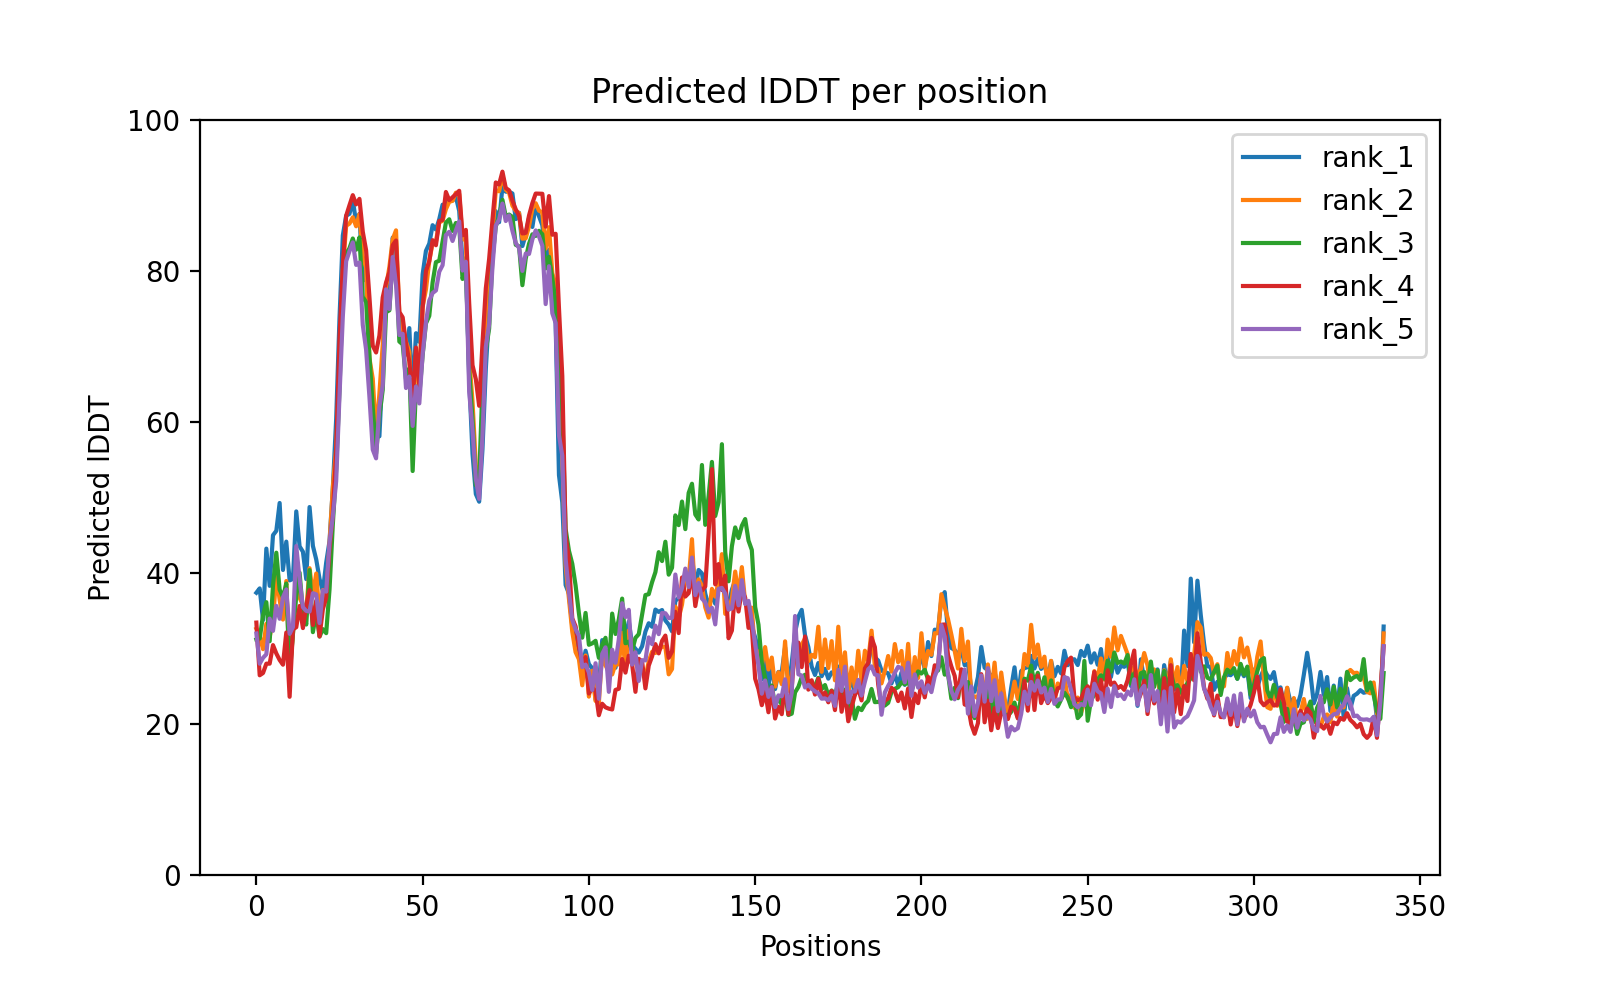 Predicted lDDT per position
100
80
60
40
20
0
Predicted lDDT
rank_1
rank_2
rank_3
rank_4
rank_5
0 50 100 150 200 250 300 350
Positions